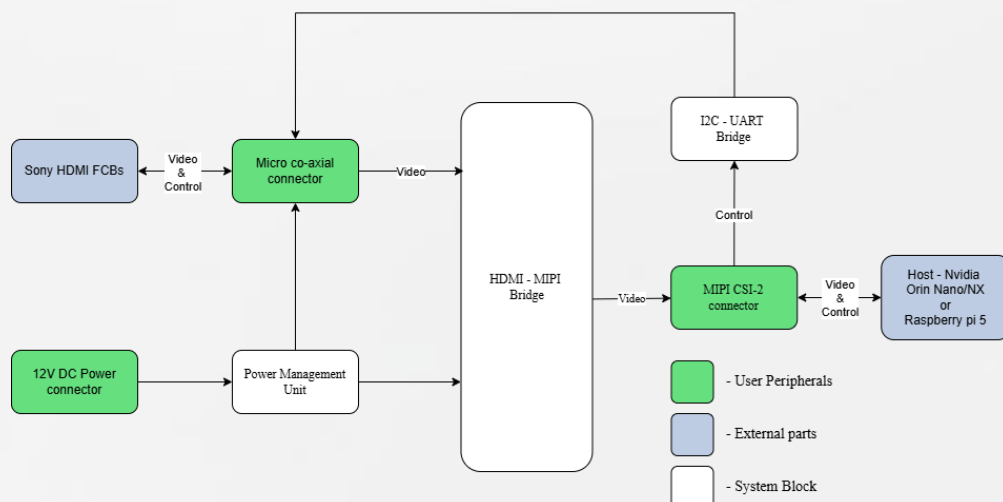 I2C - UART
Bridge
Sony HDMI FCBs
Video
&
Control
Micro co-axial
connector
Video
Control
HDMI - MIPI
Bridge
Video
MIPI CSI-2
connector
Video
&
Control
Host - Nvidia
Orin Nano/NX
or
Raspberry pi 5
12V DC Power
connector
Power Management
Unit
- User Peripherals
- External parts
- System Block